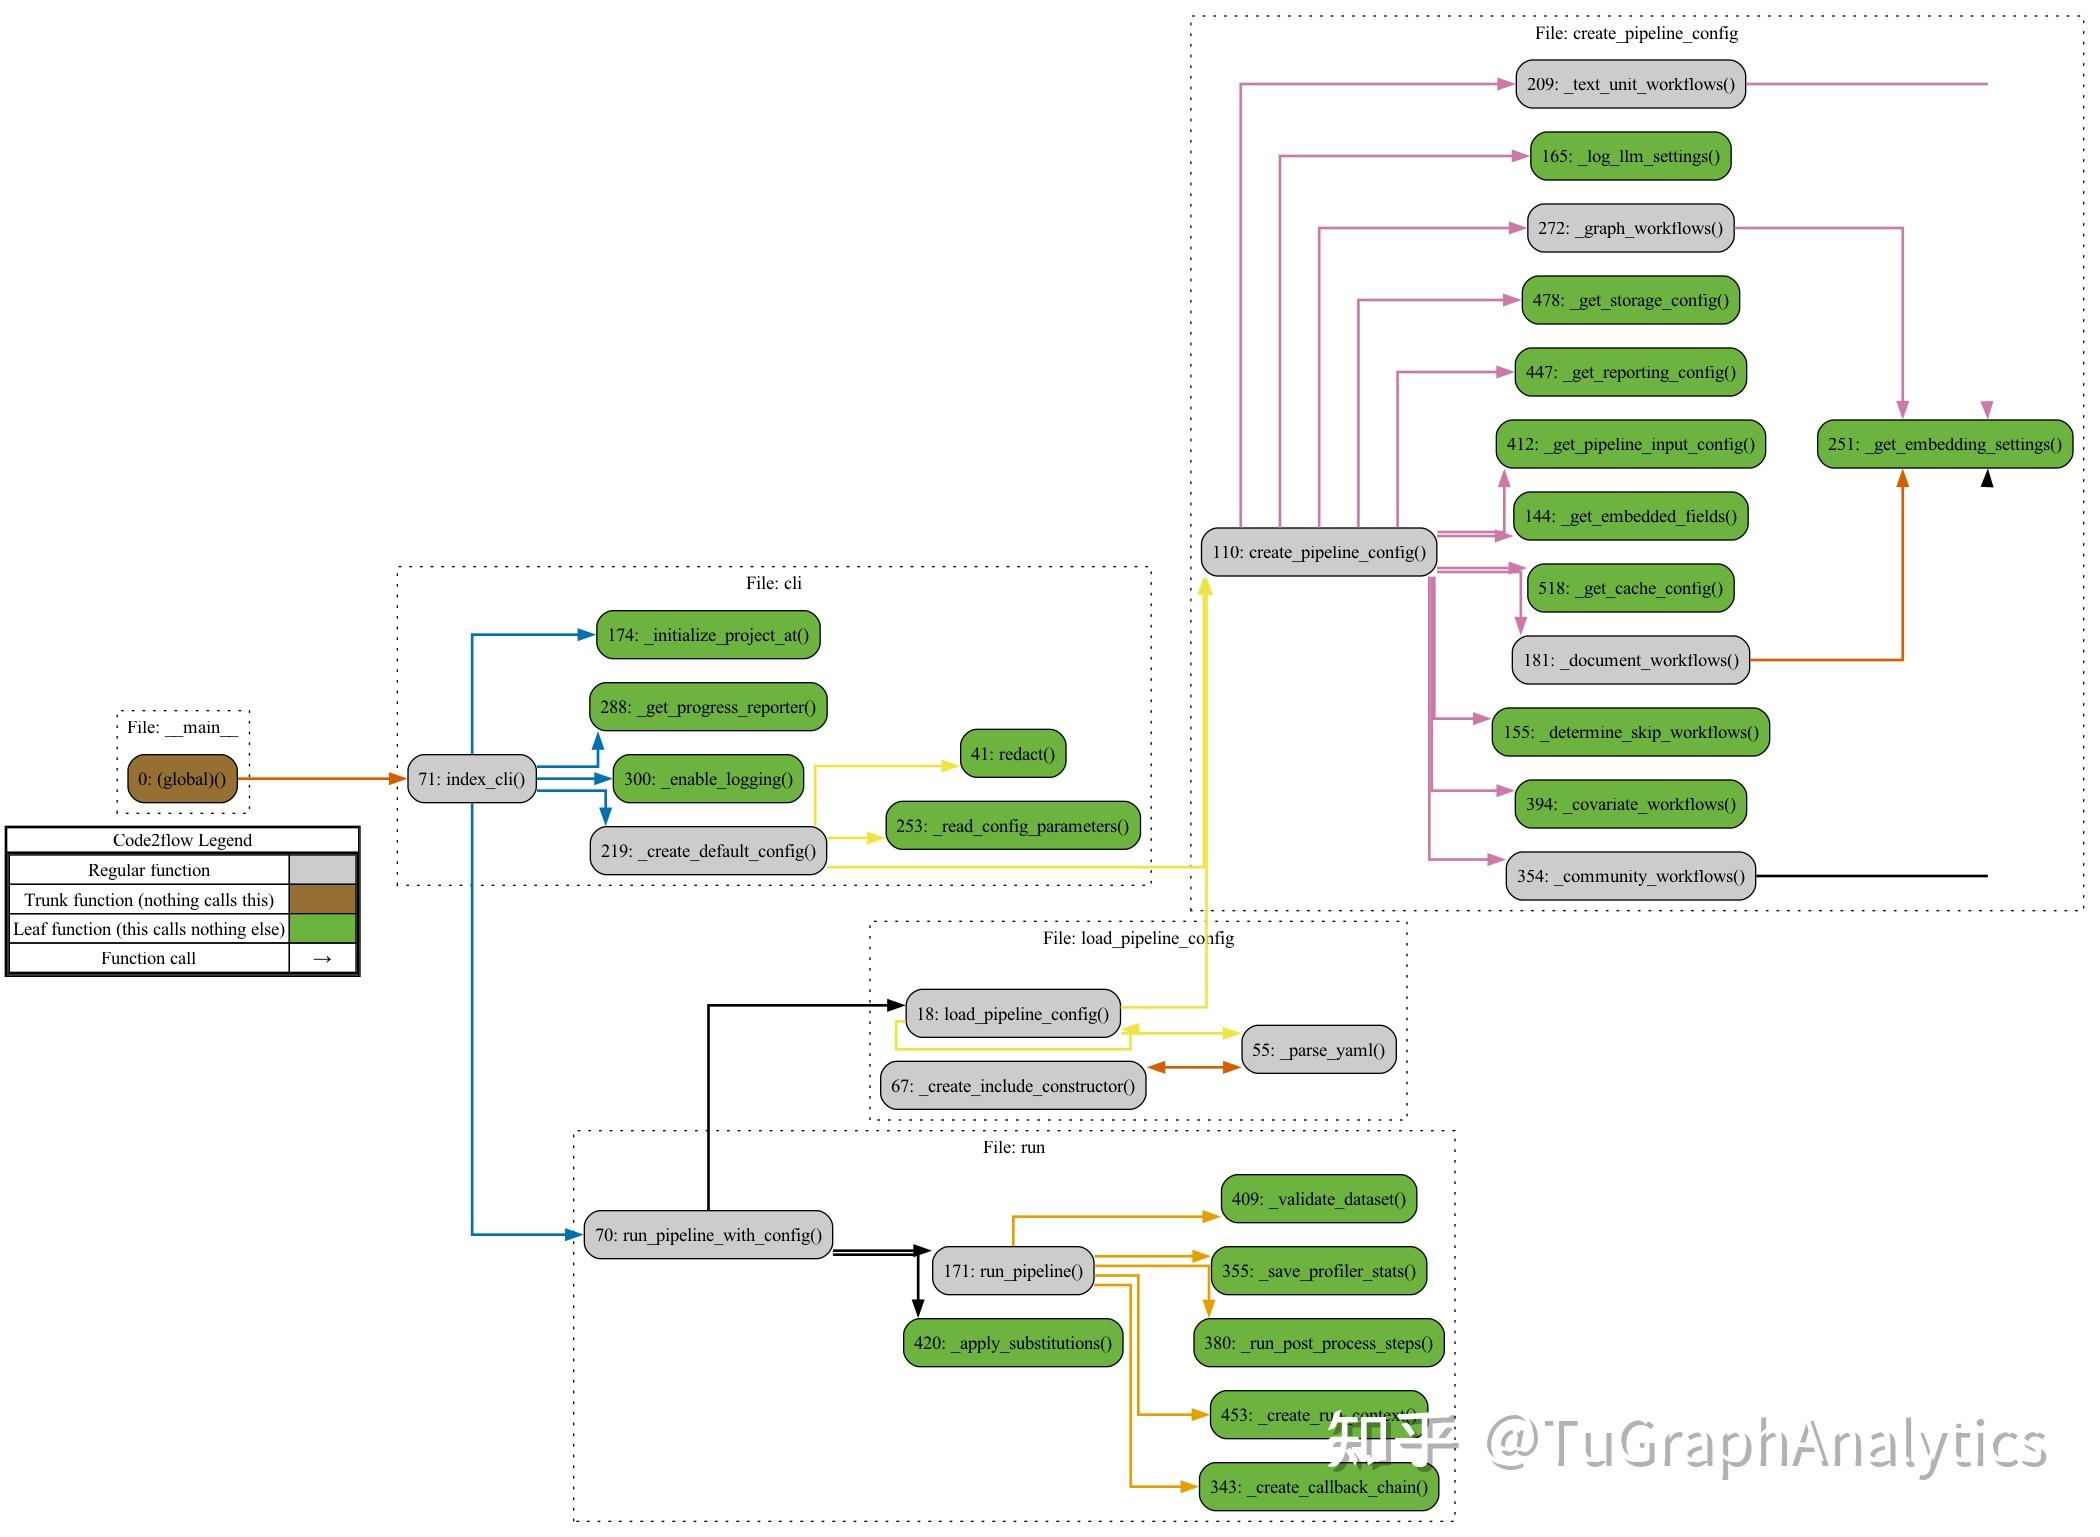 File: create_pipeline_config
209: _text_unit_workflows()
165: _log_llm_settings()
272: _graph_workflows()
478: _get_storage_config()
447: _get_reporting_config()
412: _get_pipeline_input_config()
251: _get_embedding_settings()
144: _get_embedded_fields()
110: create_pipeline_config()
518: _get_cache_config()
181: _document_workflows()
155: _determine_skip_workflows()
394: _covariate_workflows()
354: _community_workflows()
File: cli
174: _initialize_project_at()
288: _get_progress_reporter()
71: index_cli()
300: _enable_logging()
41: redact()
253: _read_config_parameters()
219: _create_default_config()
File: __main__
0: (global)()
Code2flow Legend
Regular function
Trunk function (nothing calls this)
Leaf function (this calls nothing else)
Function call →
File: load_pipeline_config
18: load_pipeline_config()
55: _parse_yaml()
67: _create_include_constructor()
File: run
409: _validate_dataset()
70: run_pipeline_with_config()
171: run_pipeline()
355: _save_profiler_stats()
420: _apply_substitutions()
380: _run_post_process_steps()
453: _create_run_context()
343: _create_callback_chain()
知乎 @TuGraphAnalytics